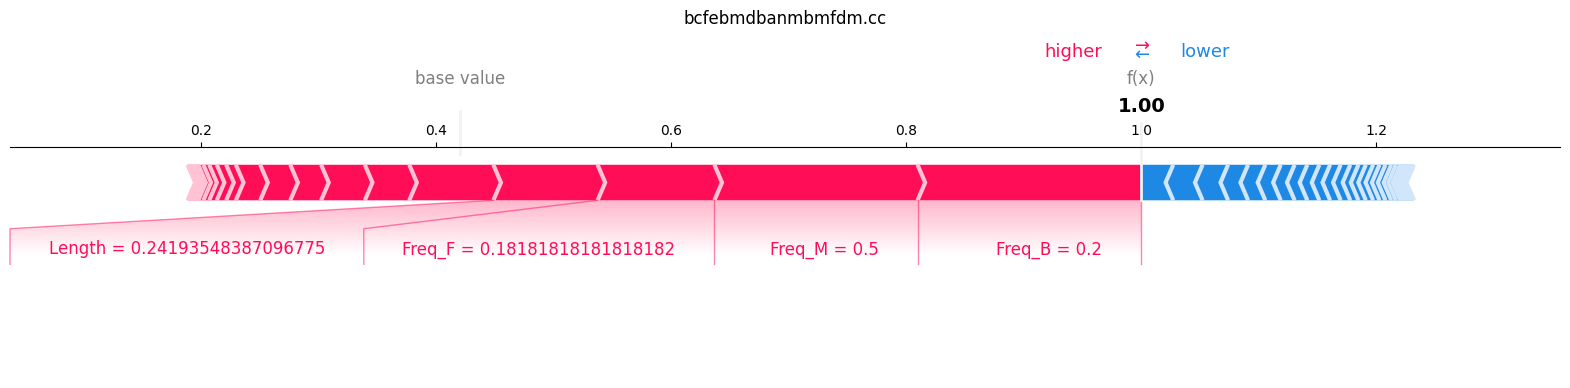 bcfebmdbanmbmfdm.cc
higher → ← lower
base value f(x)
1.00
0.2 0.4 0.6 0.8 1.0 1.2
Length = 0.24193548387096775 Freq_F = 0.18181818181818182 Freq_M = 0.5 Freq_B = 0.2